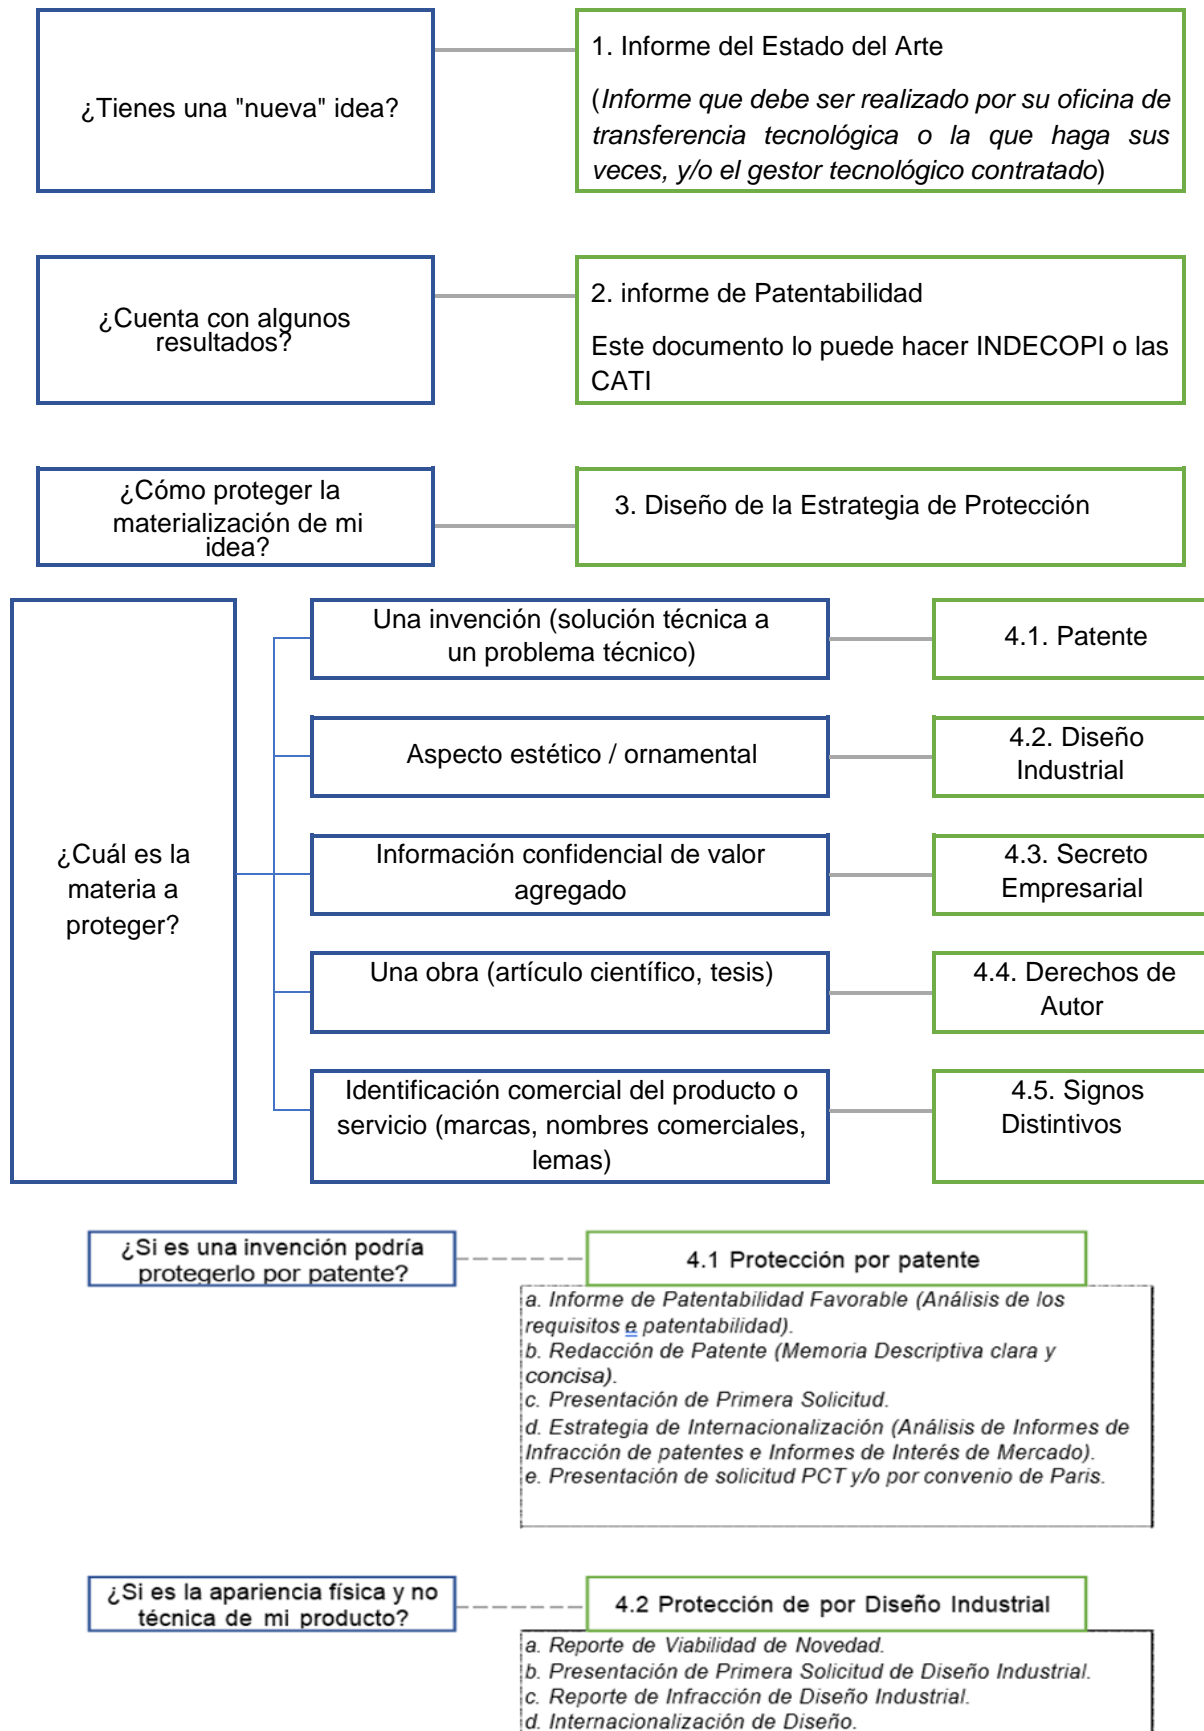 ¿Tienes una "nueva" idea?
1. Informe del Estado del Arte
(Informe que debe ser realizado por su oficina de
transferencia tecnológica o la que haga sus
veces, y/o el gestor tecnológico contratado)
¿Cuenta con algunos
resultados?
2. informe de Patentabilidad
Este documento lo puede hacer INDECOPI o las
CATI
¿Cómo proteger la
materialización de mi
idea?
3. Diseño de la Estrategia de Protección
¿Cuál es la
materia a
proteger?
Una invención (solución técnica a
un problema técnico)
4.1. Patente
Aspecto estético / ornamental
4.2. Diseño
Industrial
Información confidencial de valor
agregado
4.3. Secreto
Empresarial
Una obra (artículo científico, tesis)
4.4. Derechos de
Autor
Identificación comercial del producto o
servicio (marcas, nombres comerciales,
lemas)
4.5. Signos
Distintivos
¿Si es una invención podría
protegerlo por patente?
4.1 Protección por patente
a. Informe de Patentabilidad Favorable (Análisis de los
requisitos e patentabilidad).
b. Redacción de Patente (Memoria Descriptiva clara y
concisa).
c. Presentación de Primera Solicitud.
d. Estrategia de Internacionalización (Análisis de Informes de
Infracción de patentes e Informes de Interés de Mercado).
e. Presentación de solicitud PCT y/o por convenio de Paris.
¿Si es la apariencia física y no
técnica de mi producto?
4.2 Protección de por Diseño Industrial
a. Reporte de Viabilidad de Novedad.
b. Presentación de Primera Solicitud de Diseño Industrial.
c. Reporte de Infracción de Diseño Industrial.
d. Internacionalización de Diseño.